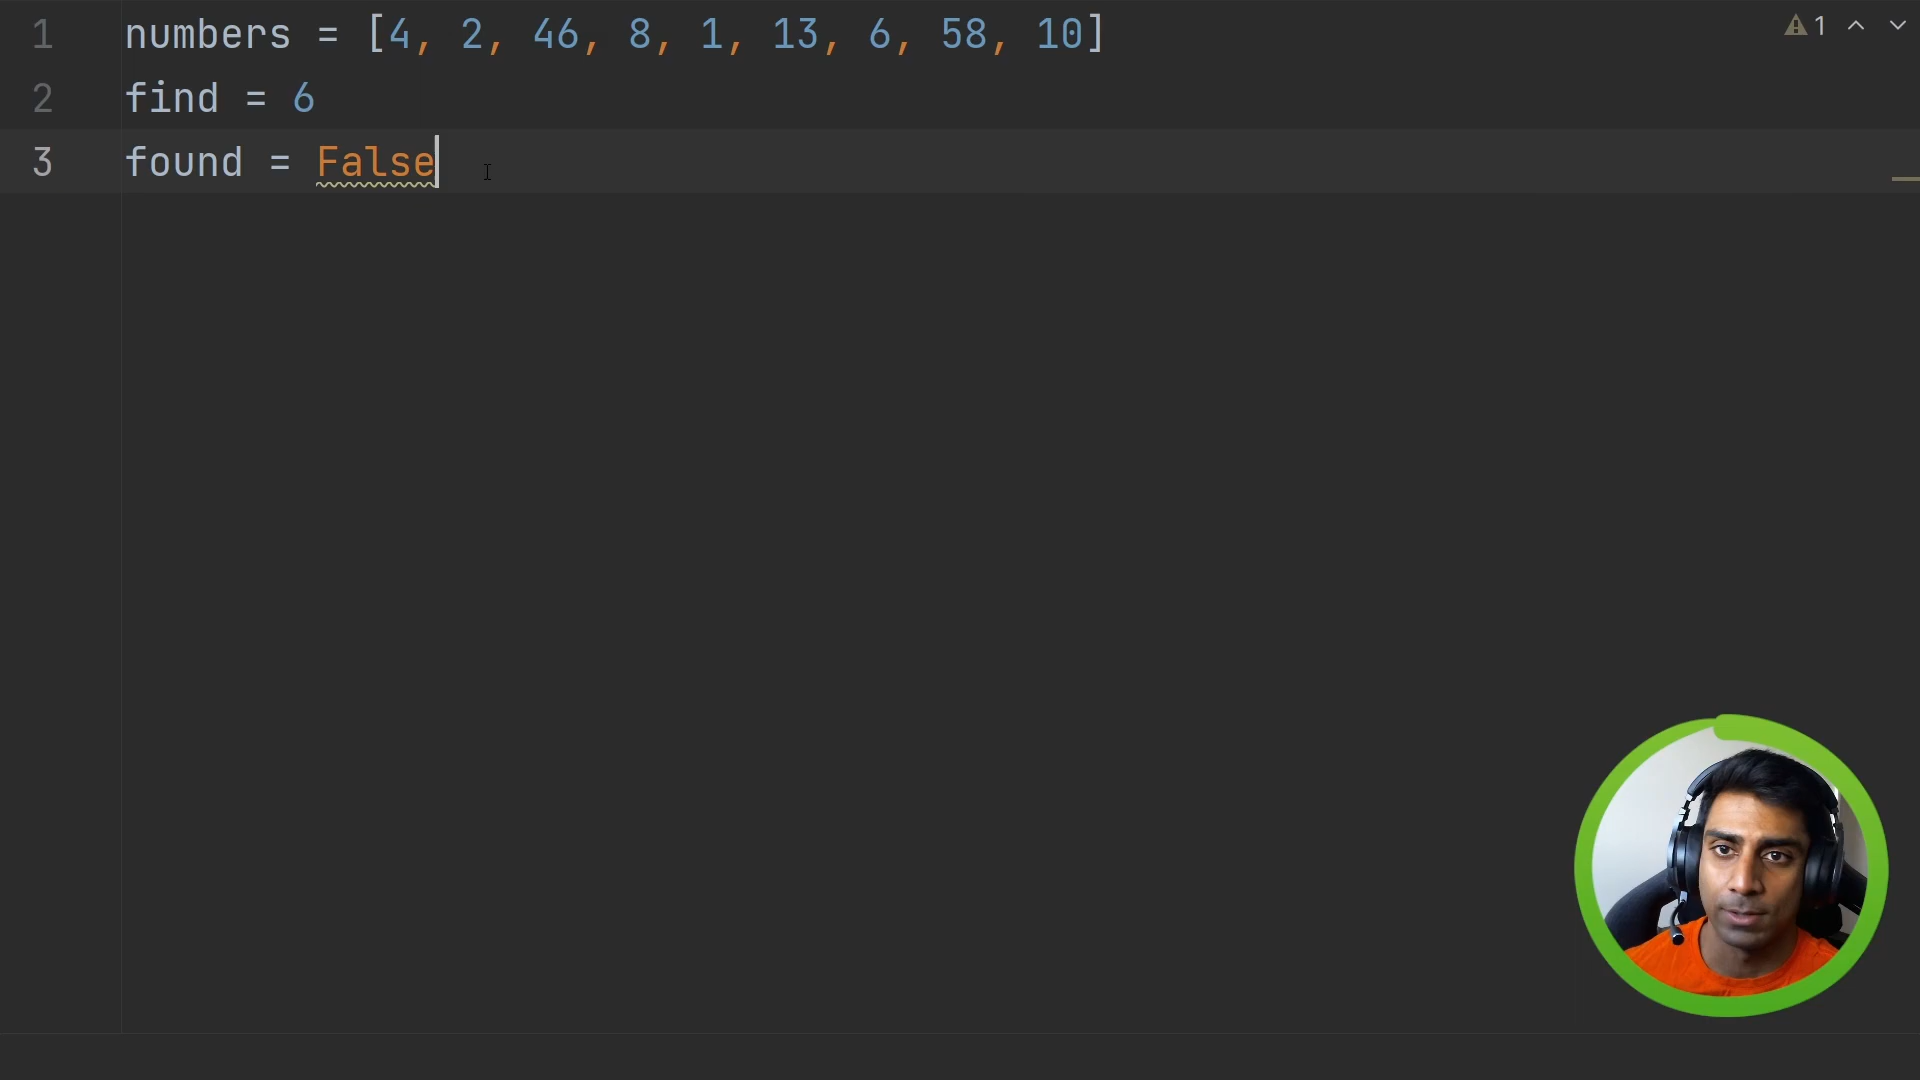 1 numbers = [4, 2, 46, 8, 1, 13, 6, 58, 10]
1
2 find = 6
3 found = False